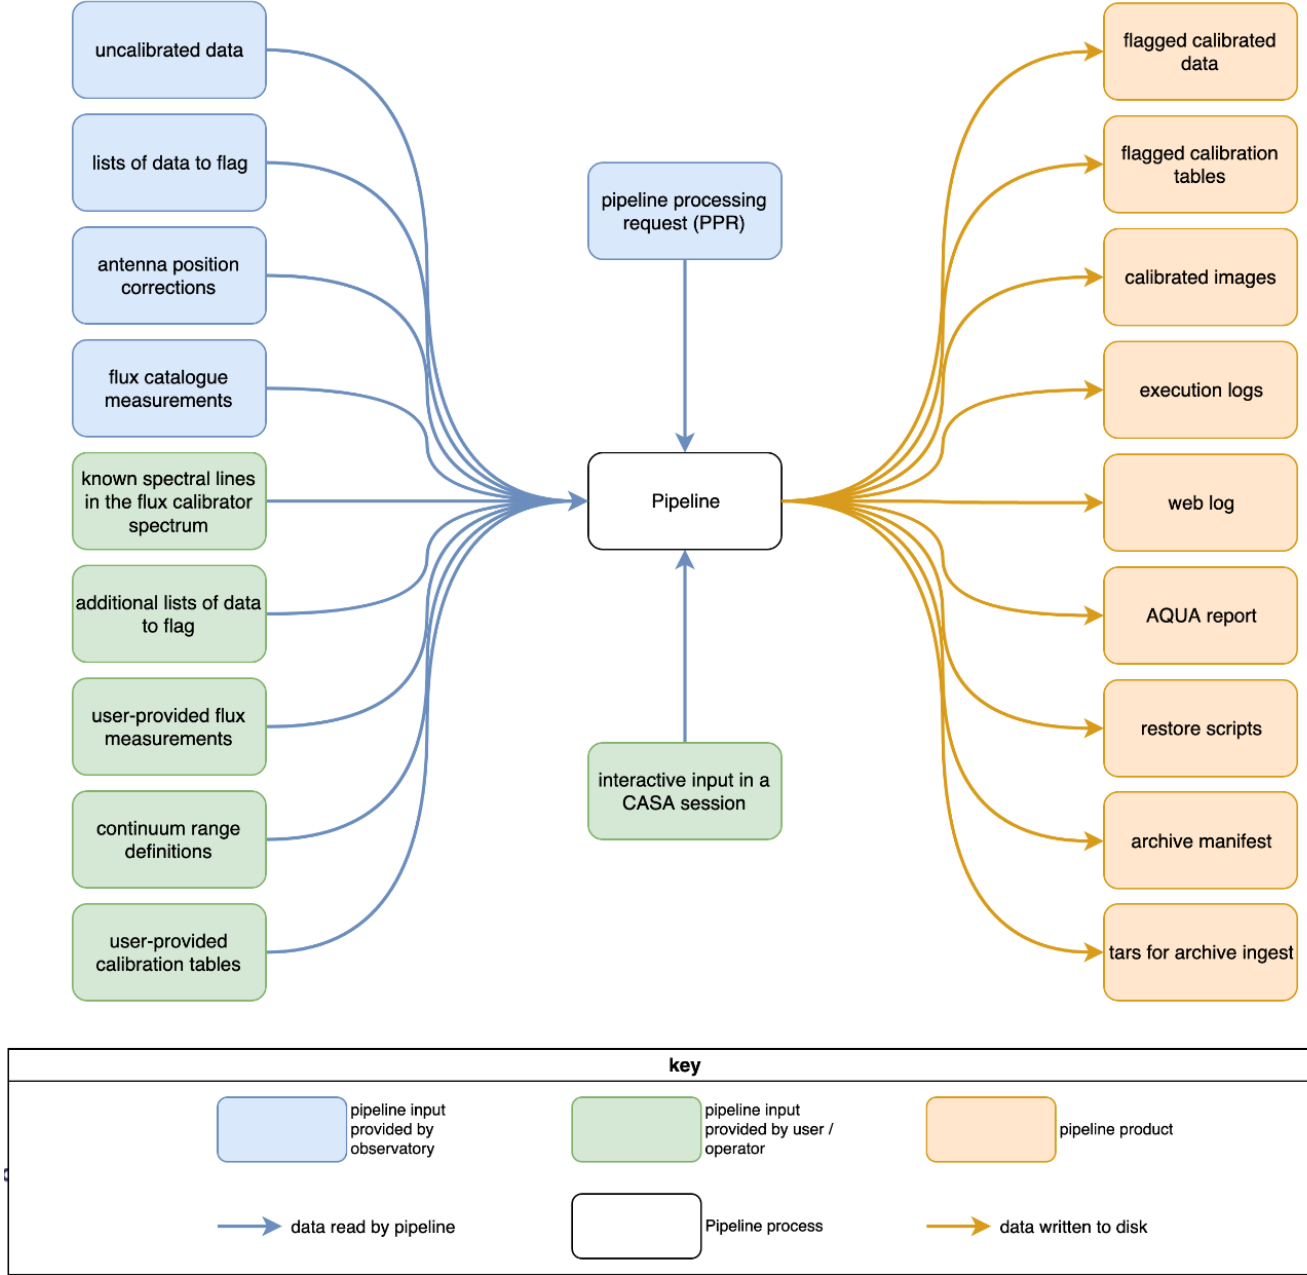 uncalibrated data
lists of data to flag
antenna position
corrections
flux catalogue
measurements
known spectral lines
in the flux calibrator
spectrum
additional lists of data
to flag
user-provided flux
measurements
continuum range
definitions
user-provided
calibration tables
pipeline processing
request (PPR)
Pipeline
interactive input in a
CASA session
flagged calibrated
data
flagged calibration
tables
calibrated images
execution logs
web log
AQUA report
restore scripts
archive manifest
tars for archive ingest
key
pipeline input
provided by
observatory
pipeline input
provided by user /
operator
pipeline product
data read by pipeline
Pipeline process
data written to disk